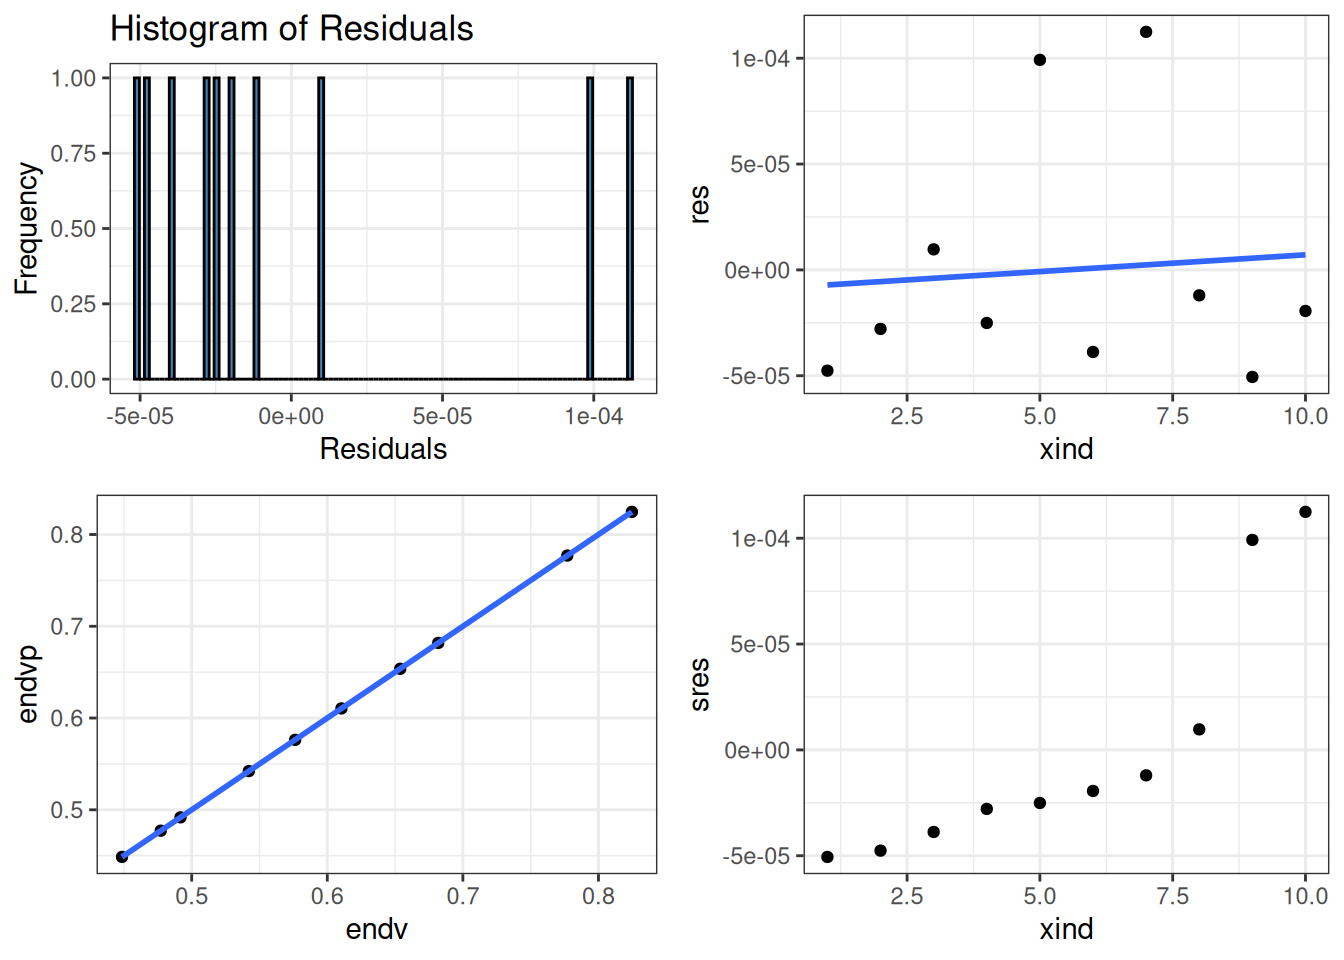 Histogram of Residuals
1.00
0.75
0.50
0.25
0.00
Frequency
-5e-05 0e+00 5e-05 1e-04
Residuals
1e-04
5e-05
0e+00
-5e-05
res
2.5 5.0 7.5 10.0
xind
0.8
0.7
0.6
0.5
endvp
0.5 0.6 0.7 0.8
endv
1e-04
5e-05
0e+00
-5e-05
sres
2.5 5.0 7.5 10.0
xind